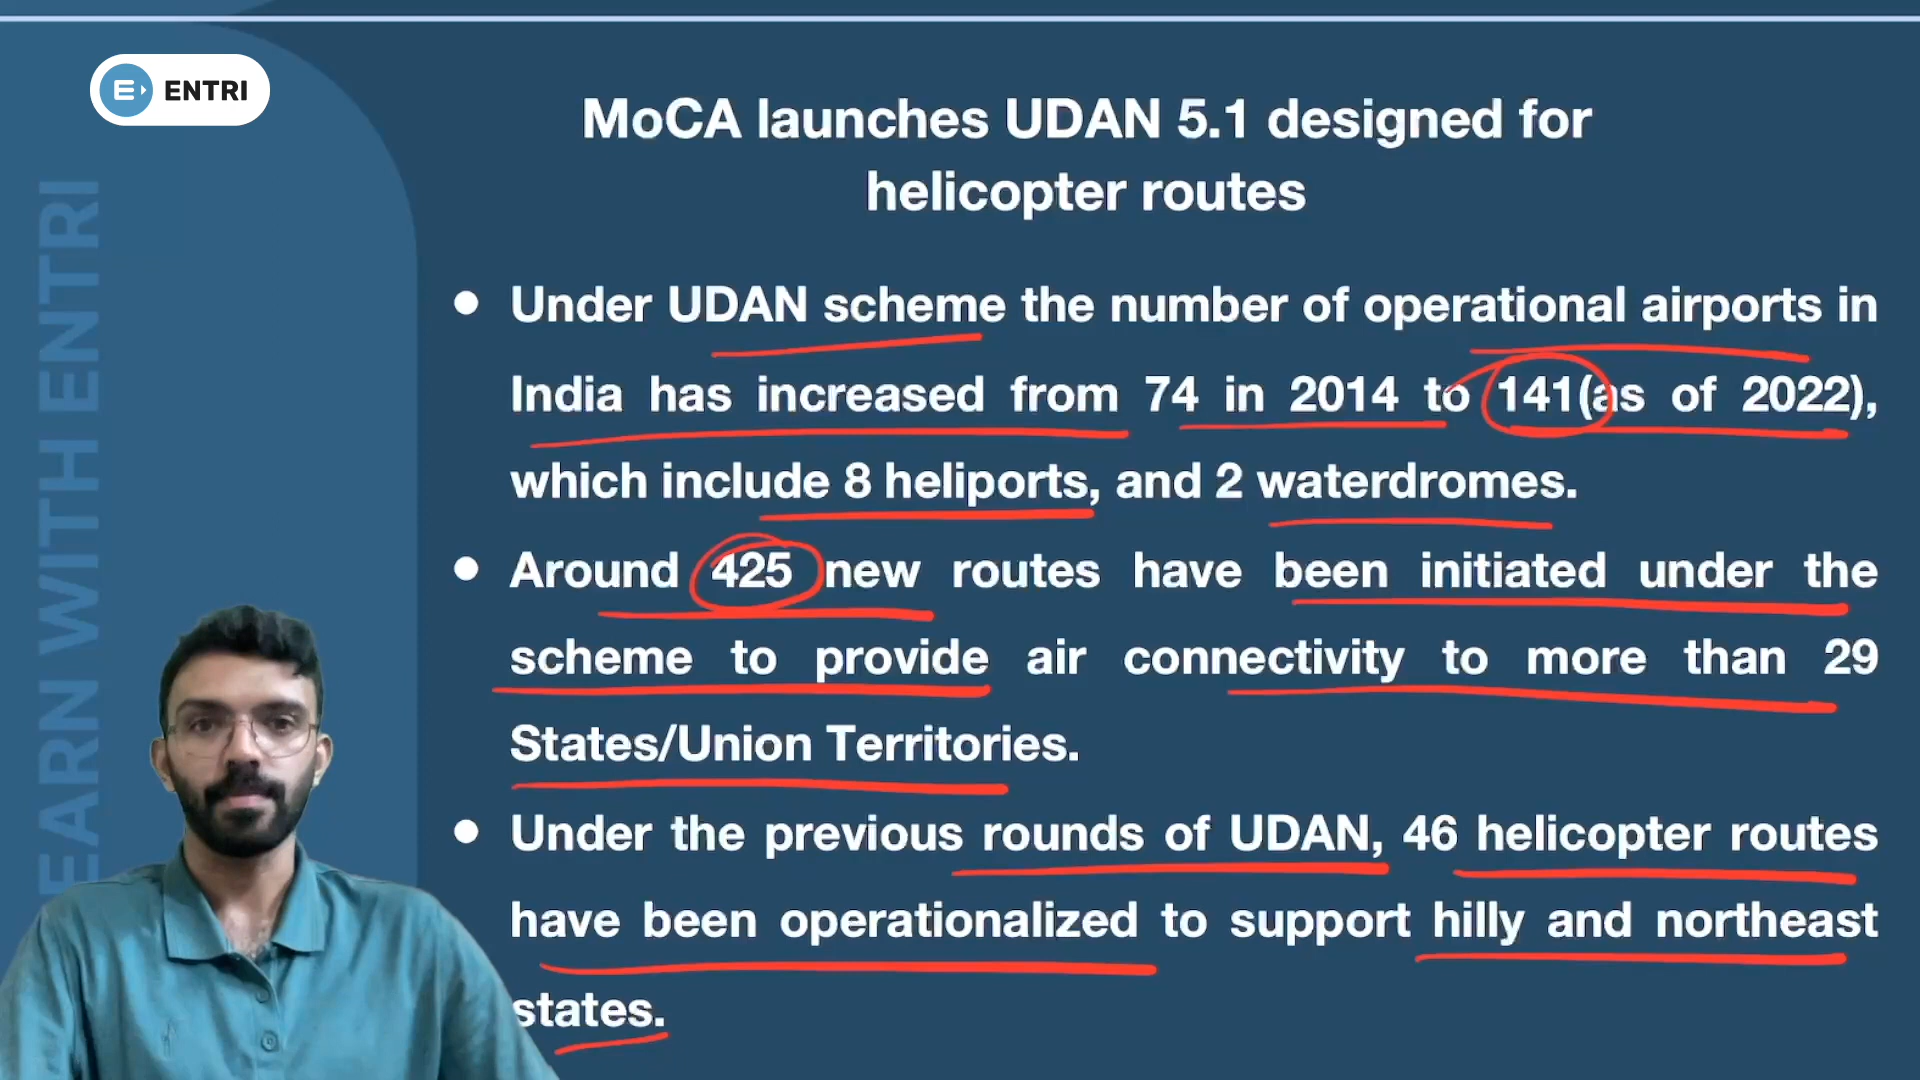 ENTRI
EARN WITH ENTRI
MoCA launches UDAN 5.1 designed for
helicopter routes
● Under UDAN scheme the number of operational airports in
India has increased from 74 in 2014 to 141(as of 2022),
which include 8 heliports, and 2 waterdromes.
● Around 425 new routes have been initiated under the
scheme to provide air connectivity to more than 29
States/Union Territories.
● Under the previous rounds of UDAN, 46 helicopter routes
have been operationalized to support hilly and northeast
states.